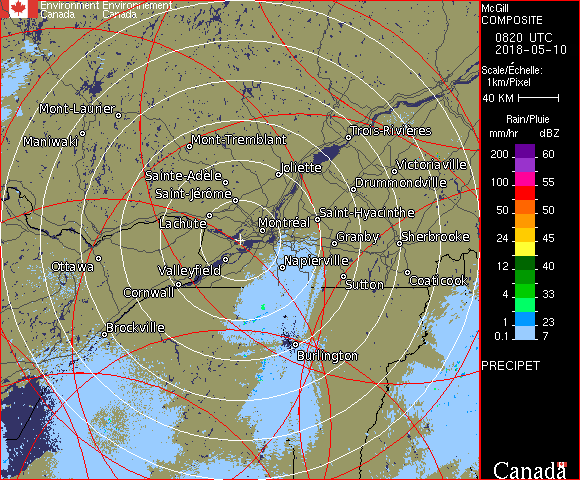 Environment Environnement
Canada Canada
McGill
COMPOSITE
0820 UTC
2018-05-10
Scale/Échelle:
1km/Pixel
40 KM
Rain/Pluie
mm/hr dBZ
200 60
100 55
50 50
24 45
12 40
8 39
4 33
1 23
0.1 7
PRECIPET
Canada
Mont-Laurier
Maniwaki
Mont-Tremblant
Trois-Rivières
Sainte-Adèle
Joliette
Victoriaville
Saint-Jérôme
Drummondville
Lachute
Montréal
Saint-Hyacinthe
Granby
Sherbrooke
Ottawa
Valleyfield
Napierville
Cornwall
Sutton
Coaticook
Brockville
Burlington